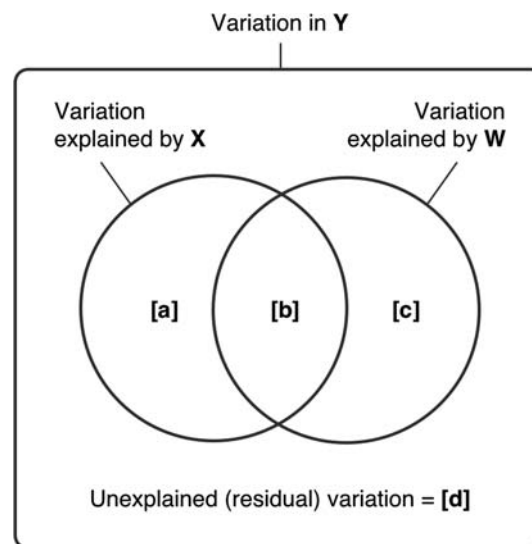 Variation in Y
Variation
explained by X
Variation
explained by W
[a]
[b]
[c]
Unexplained (residual) variation = [d]